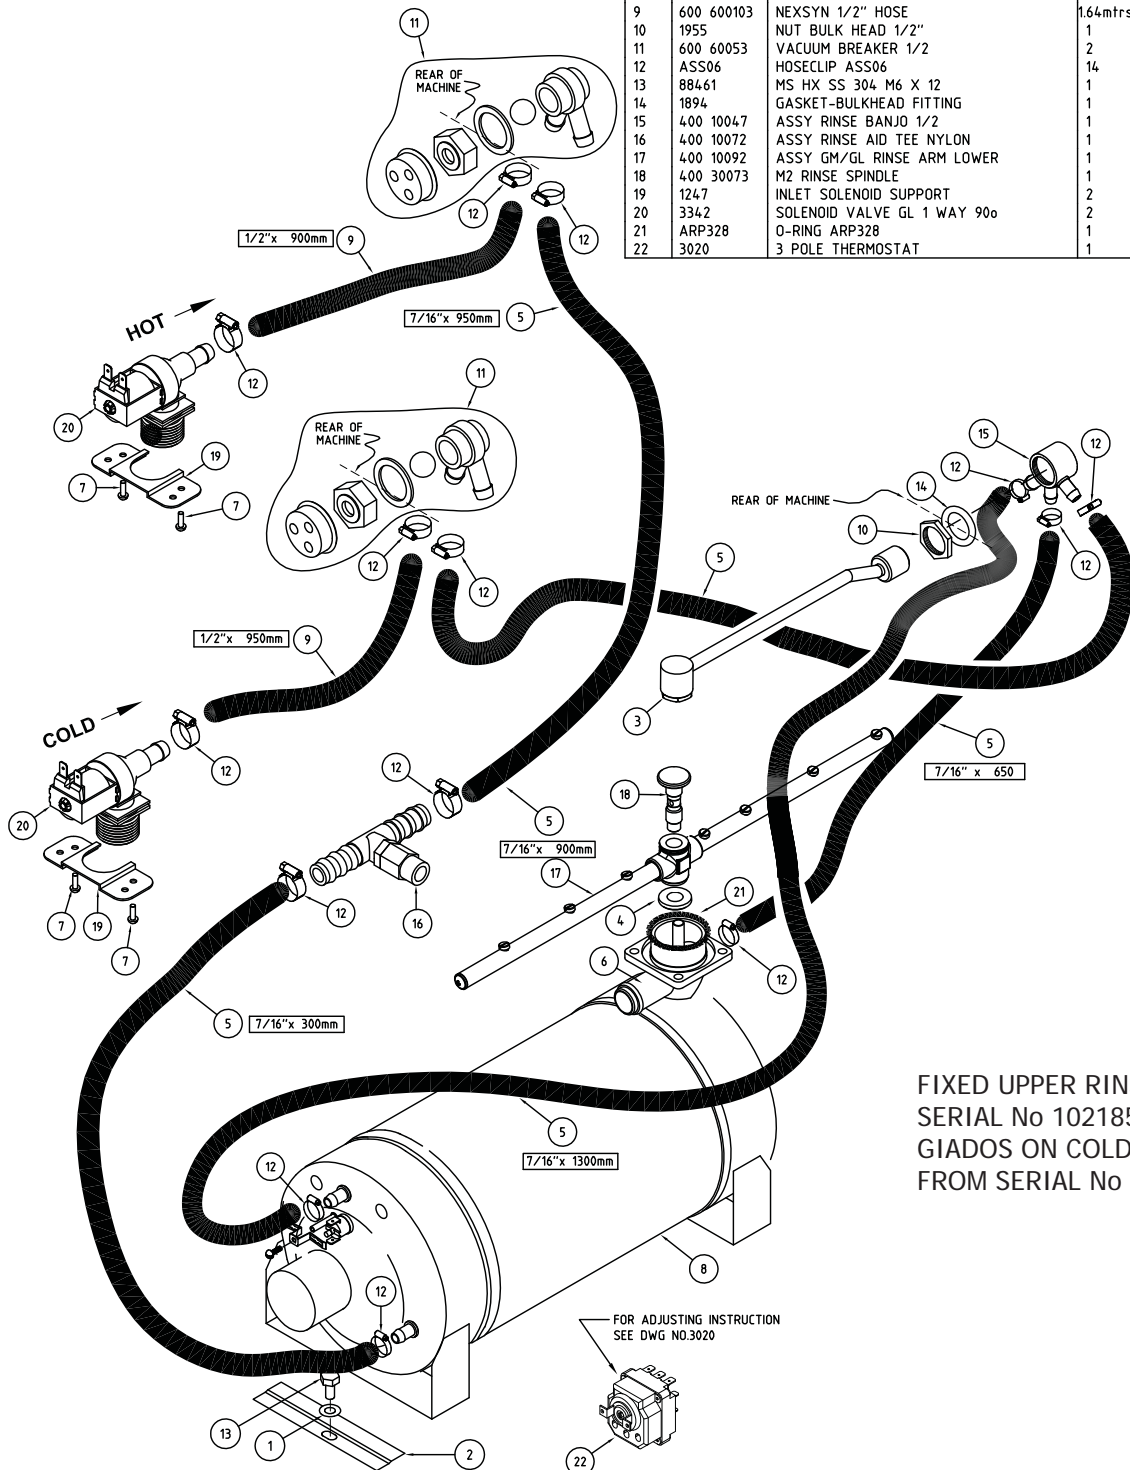 9 600 600103 NEXSYN 1/2" HOSE 1.64mtrs
10 1955 NUT BULK HEAD 1/2" 1
11 600 60053 VACUUM BREAKER 1/2 2
12 ASS06 HOSECLIP ASS06 14
13 88461 MS HX SS 304 M6 X 12 1
14 1894 GASKET-BULKHEAD FITTING 1
15 400 10047 ASSY RINSE BANJO 1/2 1
16 400 10072 ASSY RINSE AID TEE NYLON 1
17 400 10092 ASSY GM/GL RINSE ARM LOWER 1
18 400 30073 M2 RINSE SPINDLE 1
19 1247 INLET SOLENOID SUPPORT 2
20 3342 SOLENOID VALVE GL 1 WAY 90o 2
21 ARP328 O-RING ARP328 1
22 3020 3 POLE THERMOSTAT 1
11
REAR OF
MACHINE
12
12
1/2"x 900mm
9
HOT
7/16"x 950mm
5
12
20
19
7
7
11
REAR OF
MACHINE
12
12
15
12
12
REAR OF MACHINE
14
10
12
5
1/2"x 950mm
9
3
COLD
12
5
7/16" x 650
12
18
20
5
7/16"x 900mm
17
21
4
12
16
7
19
7
6
12
5
7/16"x 300mm
5
7/16"x 1300mm
FIXED UPPER RIN
SERIAL No 102185
GIADOS ON COLD
FROM SERIAL No
12
8
12
FOR ADJUSTING INSTRUCTION
SEE DWG NO.3020
13
1
2
22